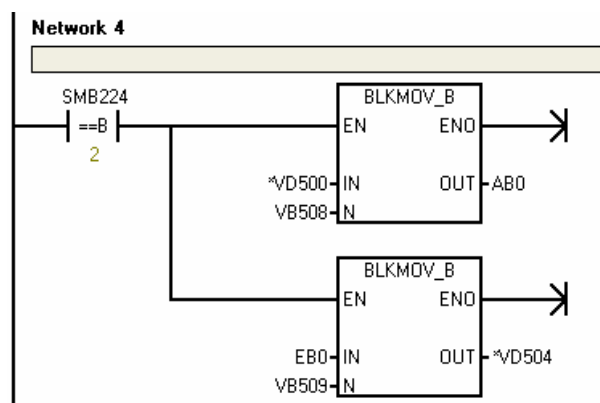 Network 4
SMB224
==B
2
BLKMOV_B
EN ENO
*VD500 IN OUT AB0
VB508 N
BLKMOV_B
EN ENO
EB0 IN OUT *VD504
VB509 N